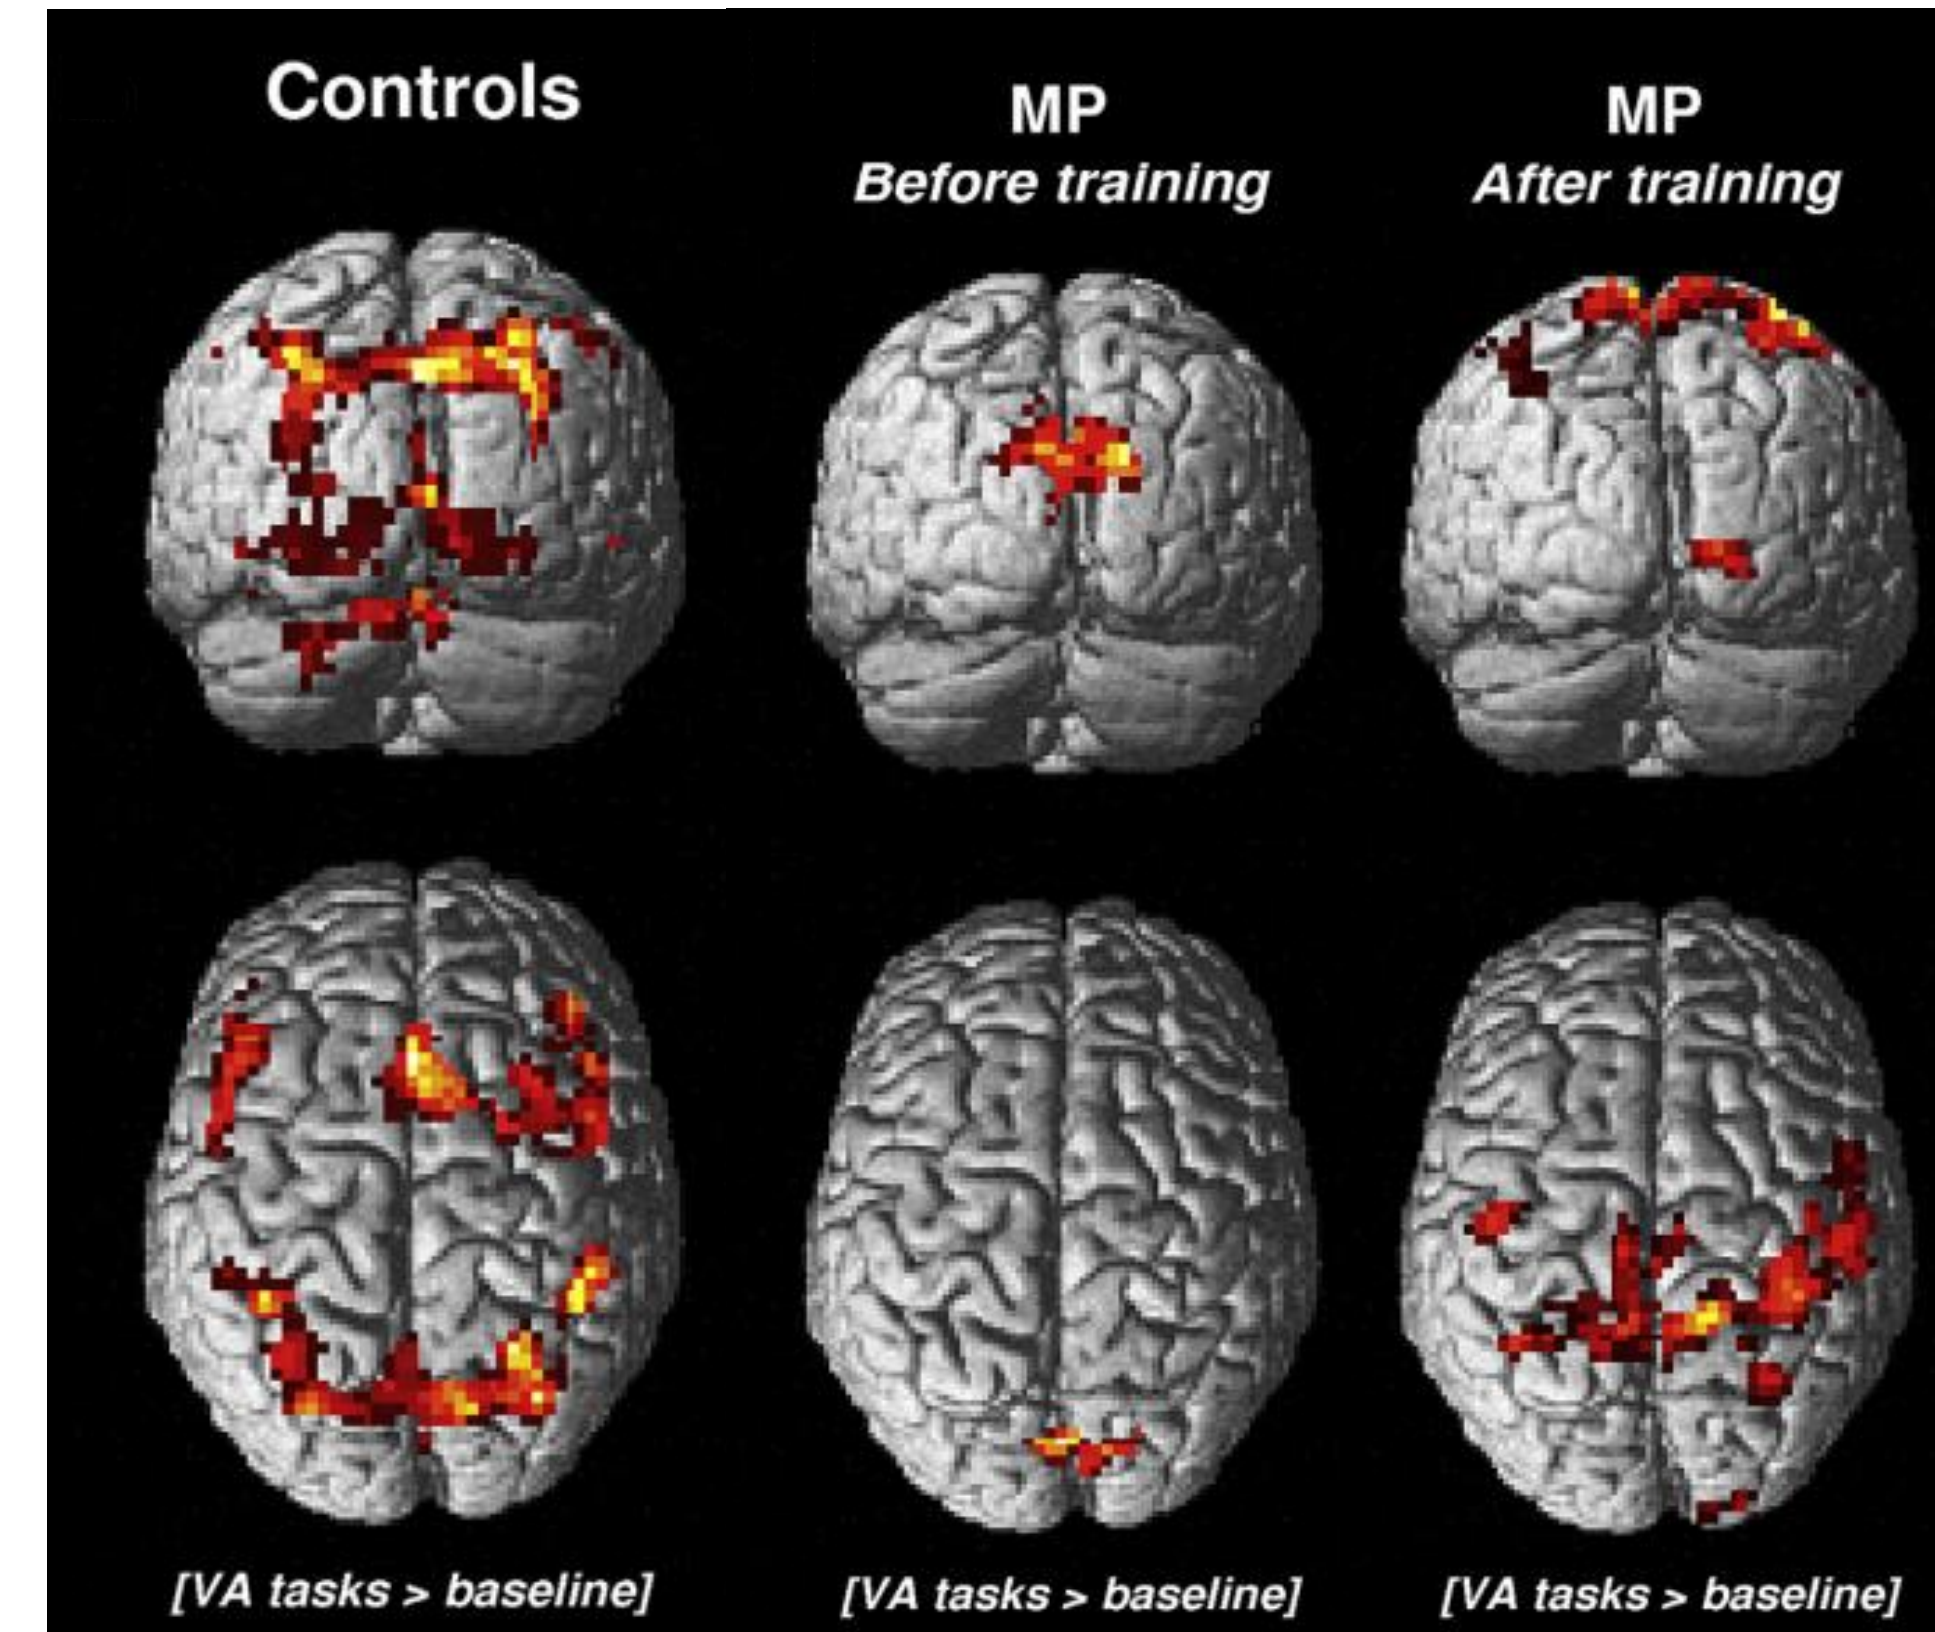 Controls
MP
Before training
MP
After training
[VA tasks > baseline]
[VA tasks > baseline]
[VA tasks > baseline]